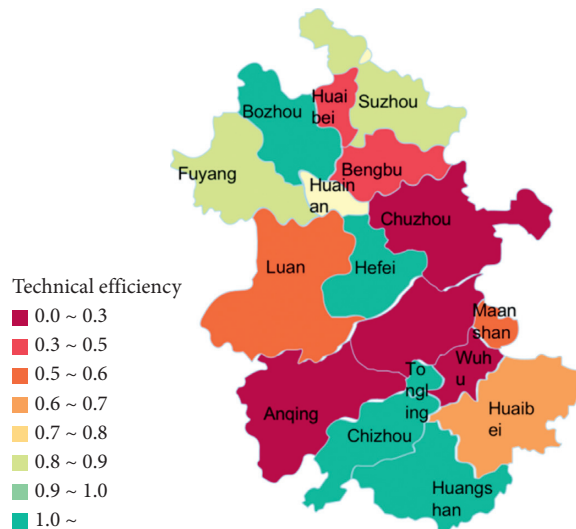 Huai
bei
Suzhou
Bozhou
Fuyang
Bengbu
Huain
an
Chuzhou
Luan
Hefei
Technical efficiency
0.0 ~ 0.3
0.3 ~ 0.5
0.5 ~ 0.6
0.6 ~ 0.7
0.7 ~ 0.8
0.8 ~ 0.9
0.9 ~ 1.0
1.0 ~
Maan
shan
Wuh
u
To
ngl
ing
Anqing
Huaib
ei
Chizhou
Huangs
han